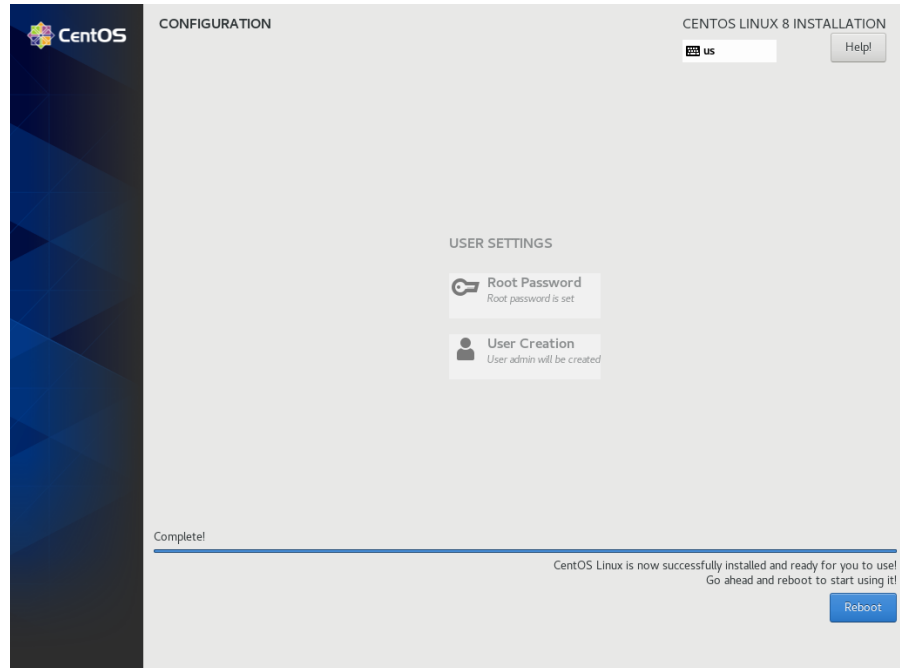 CentOS
CONFIGURATION
CENTOS LINUX 8 INSTALLATION
us
Help!
USER SETTINGS
Root Password
Root password is set
User Creation
User admin will be created
Complete!
CentOS Linux is now successfully installed and ready for you to use!
Go ahead and reboot to start using it!
Reboot